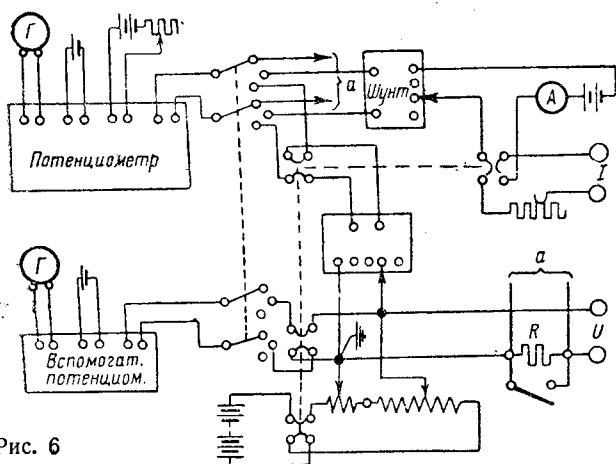 Г
Потенциометр
а
Шунт
А
I
Г
Вспомогат.
потенциом.
а
R
U
Рис. 6